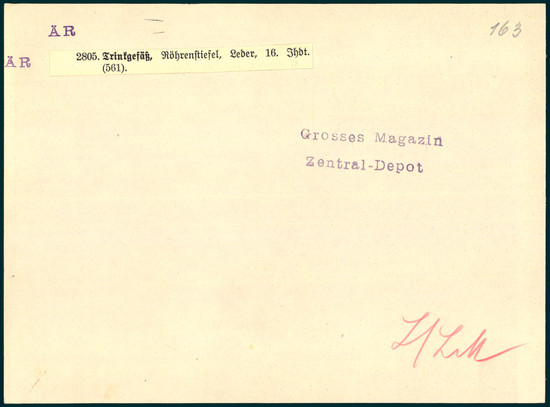 ÄR
163
ÄR
2805. Trinkgefäß, Röhrenstiefel, Leder, 16. Jhdt.
(561).
Grosses Magazin
Zentral-Depot